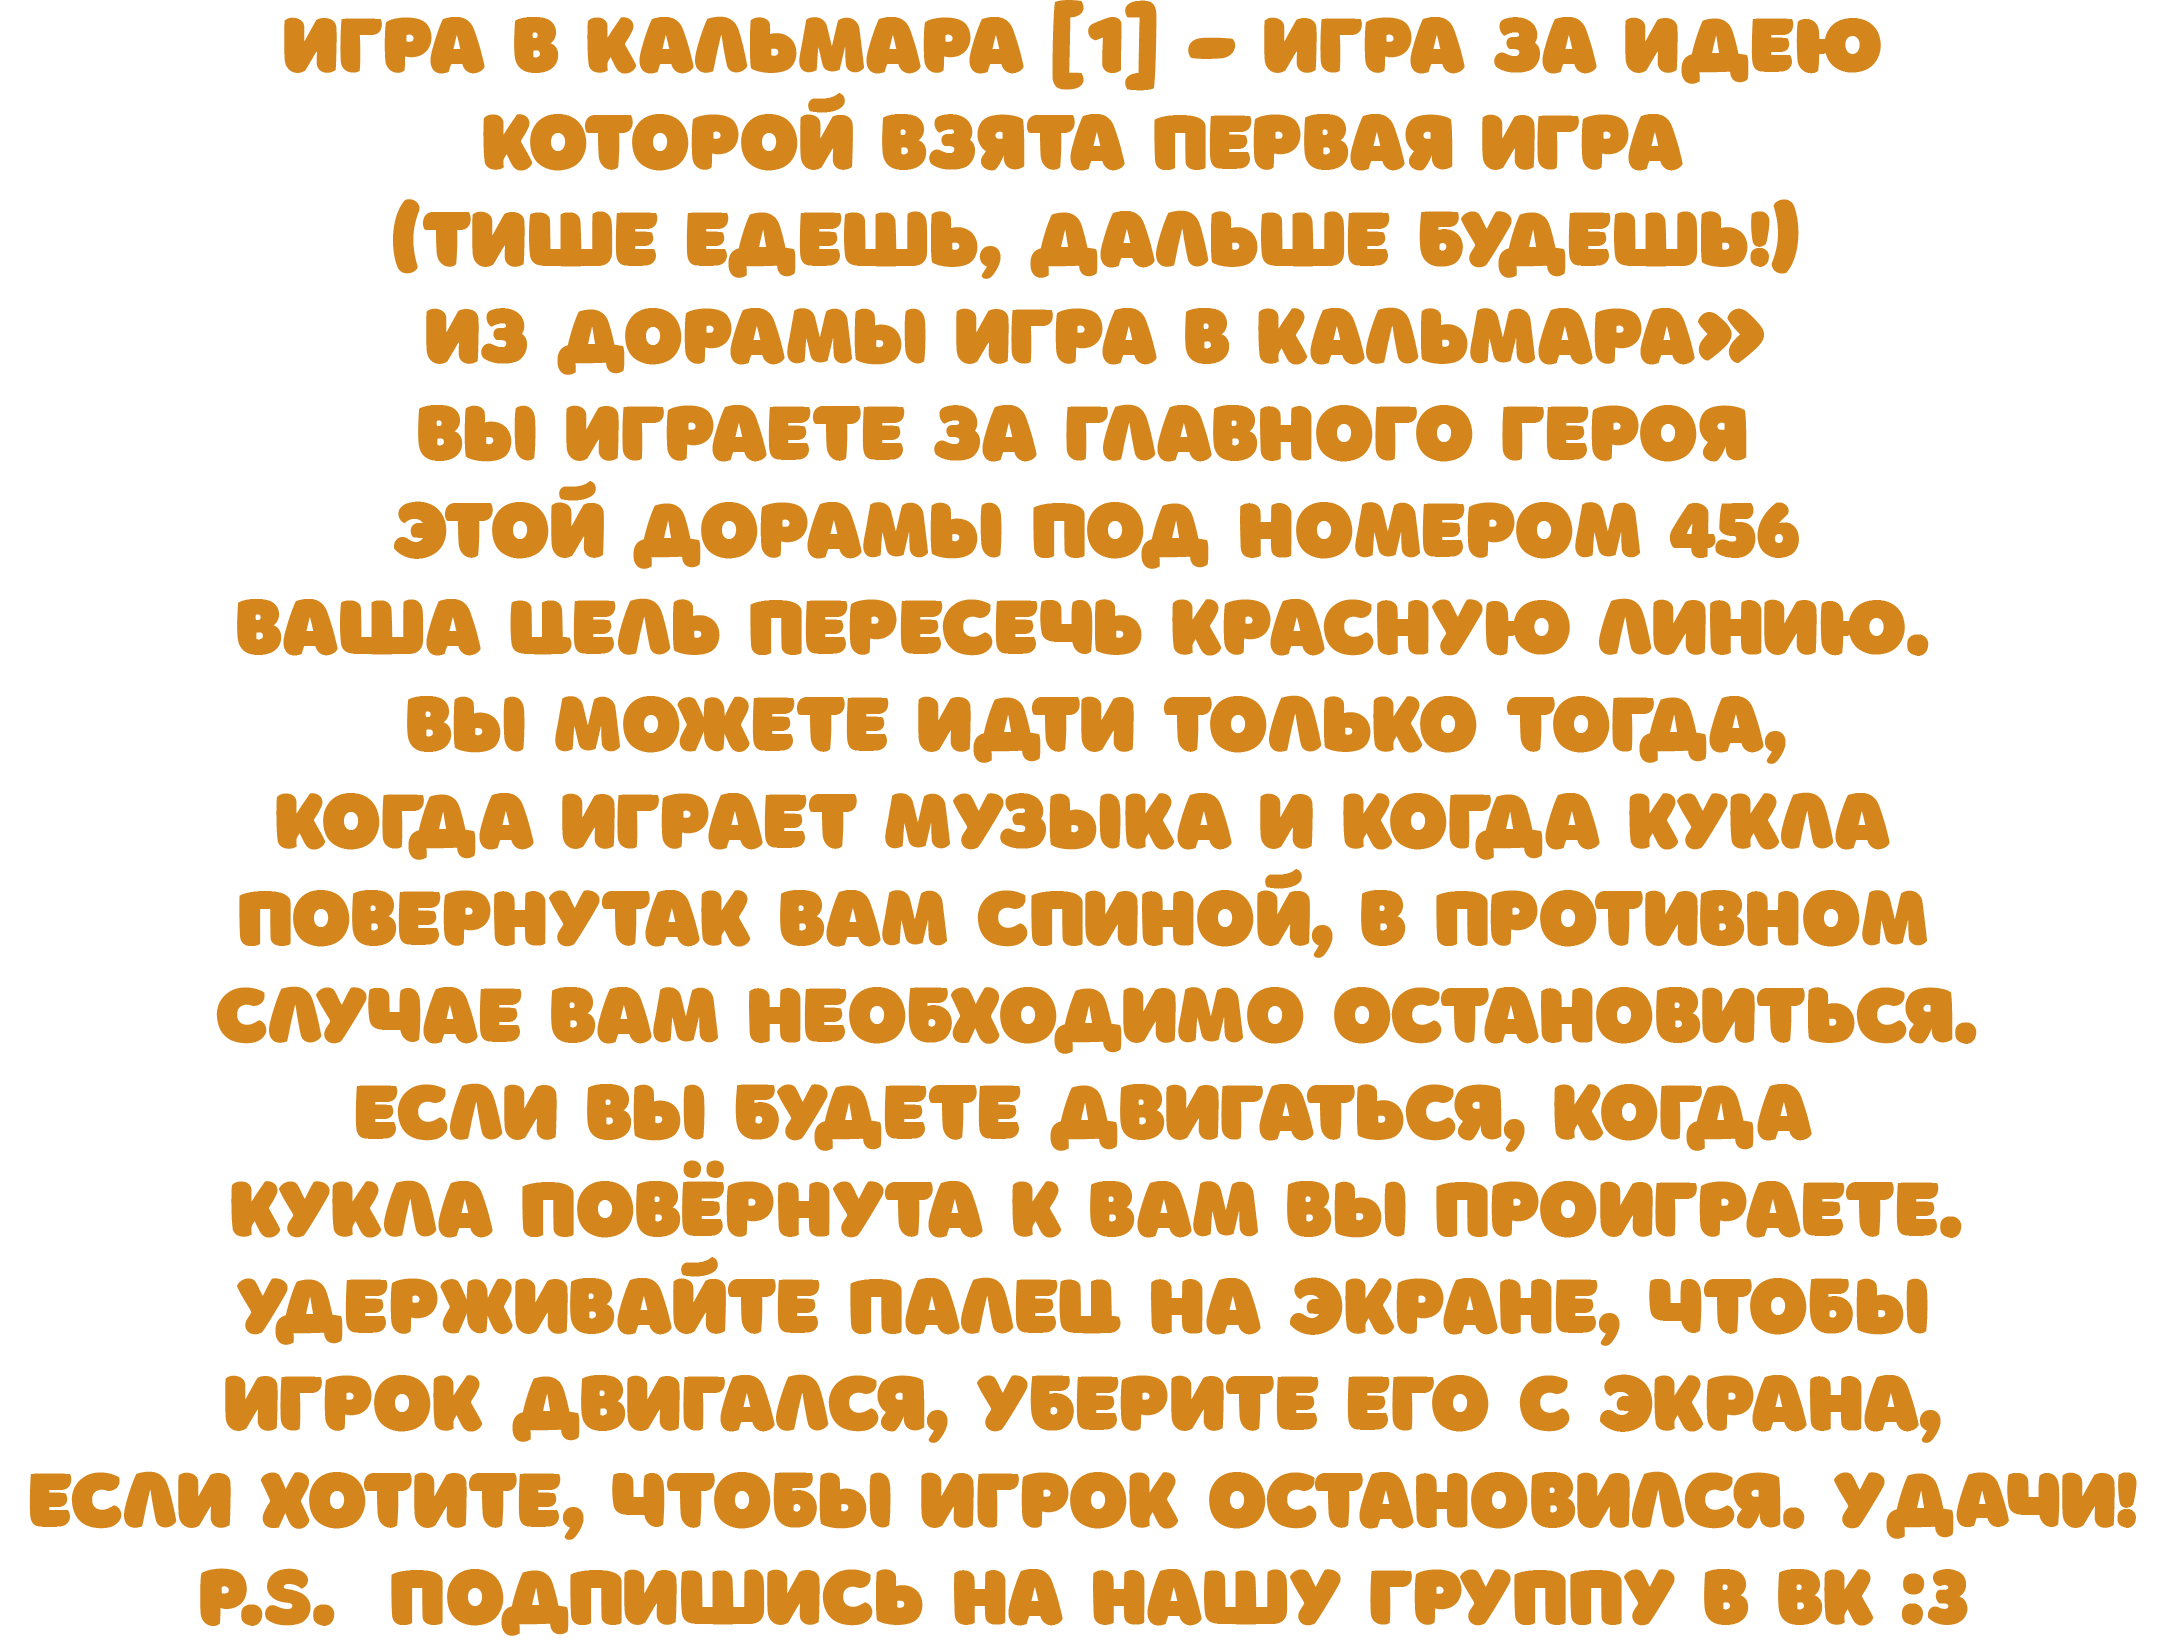 ИГРА В КАЛЬМАРА [1] - ИГРА ЗА ИДЕЮ
КОТОРОЙ ВЗЯТА ПЕРВАЯ ИГРА
(ТИШЕ ЕДЕШЬ, ДАЛЬШЕ БУДЕШЬ!)
ИЗ ДОРАМЫ ИГРА В КАЛЬМАРА»
ВЫ ИГРАЕТЕ ЗА ГЛАВНОГО ГЕРОЯ
ЭТОЙ ДОРАМЫ ПОД НОМЕРОМ 456
ВАША ЦЕЛЬ ПЕРЕСЕЧЬ КРАСНУЮ ЛИНИЮ.
ВЫ МОЖЕТЕ ИДТИ ТОЛЬКО ТОГДА,
КОГДА ИГРАЕТ МУЗЫКА И КОГДА КУКЛА
ПОВЕРНУТАК ВАМ СПИНОЙ, В ПРОТИВНОМ
СЛУЧАЕ ВАМ НЕОБХОДИМО ОСТАНОВИТЬСЯ.
ЕСЛИ ВЫ БУДЕТЕ ДВИГАТЬСЯ, КОГДА
КУКЛА ПОВЁРНУТА К ВАМ ВЫ ПРОИГРАЕТЕ.
УДЕРЖИВАЙТЕ ПАЛЕЦ НА ЭКРАНЕ, ЧТОБЫ
ИГРОК ДВИГАЛСЯ, УБЕРИТЕ ЕГО С ЭКРАНА,
ЕСЛИ ХОТИТЕ, ЧТОБЫ ИГРОК ОСТАНОВИЛСЯ. УДАЧИ!
P.S. ПОДПИШИСЬ НА НАШУ ГРУППУ В ВК :3